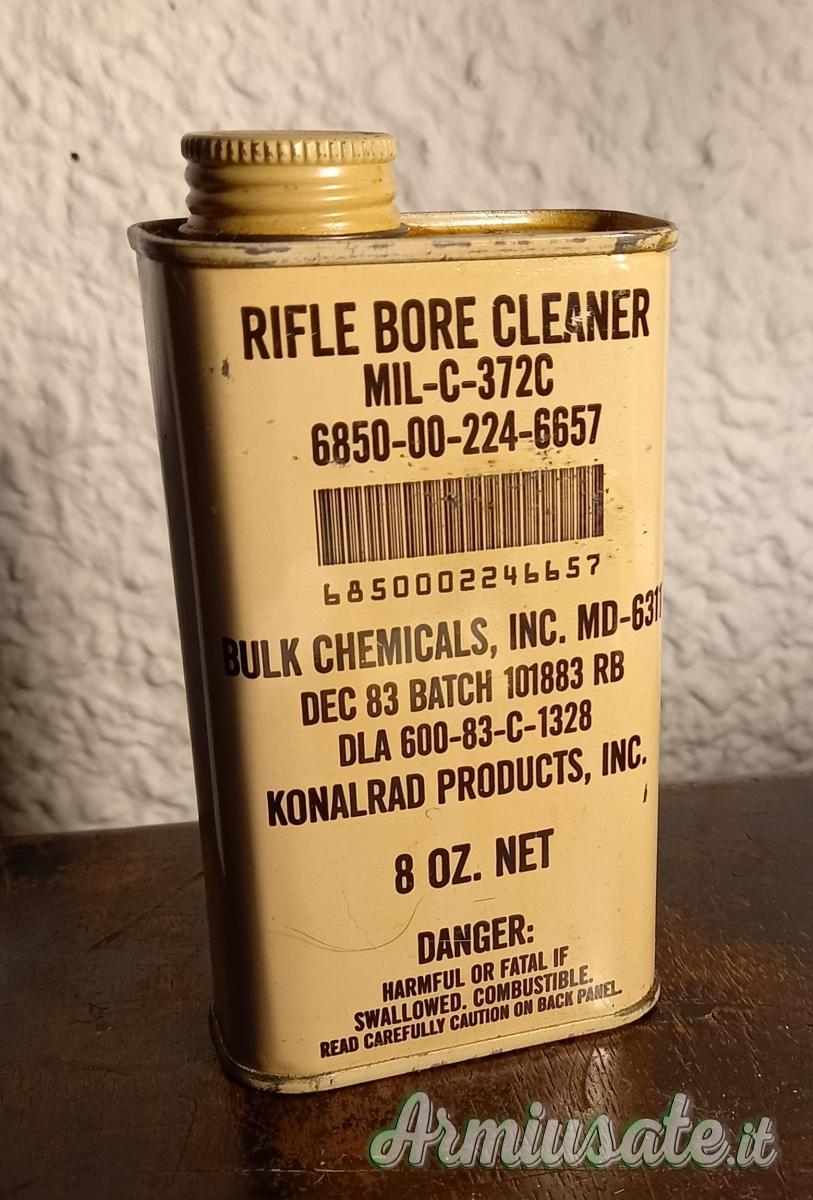 RIFLE BORE CLEANER
MIL-C-372C
6850-00-224-6657
6850002246657
BULK CHEMICALS, INC. MD-6311
DEC 83 BATCH 101883 RB
DLA 600-83-C-1328
KONALRAD PRODUCTS, INC.
8 OZ. NET
DANGER:
HARMFUL OR FATAL IF
SWALLOWED. COMBUSTIBLE.
READ CAREFULLY CAUTION ON BACK PANEL.
Armiusate.it